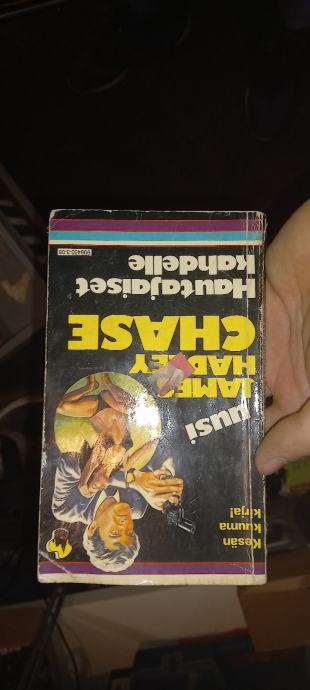 Kesän
kuuma
kirja!
uusi
JAMES
HADLEY
CHASE
Hautajaiset
kahdelle